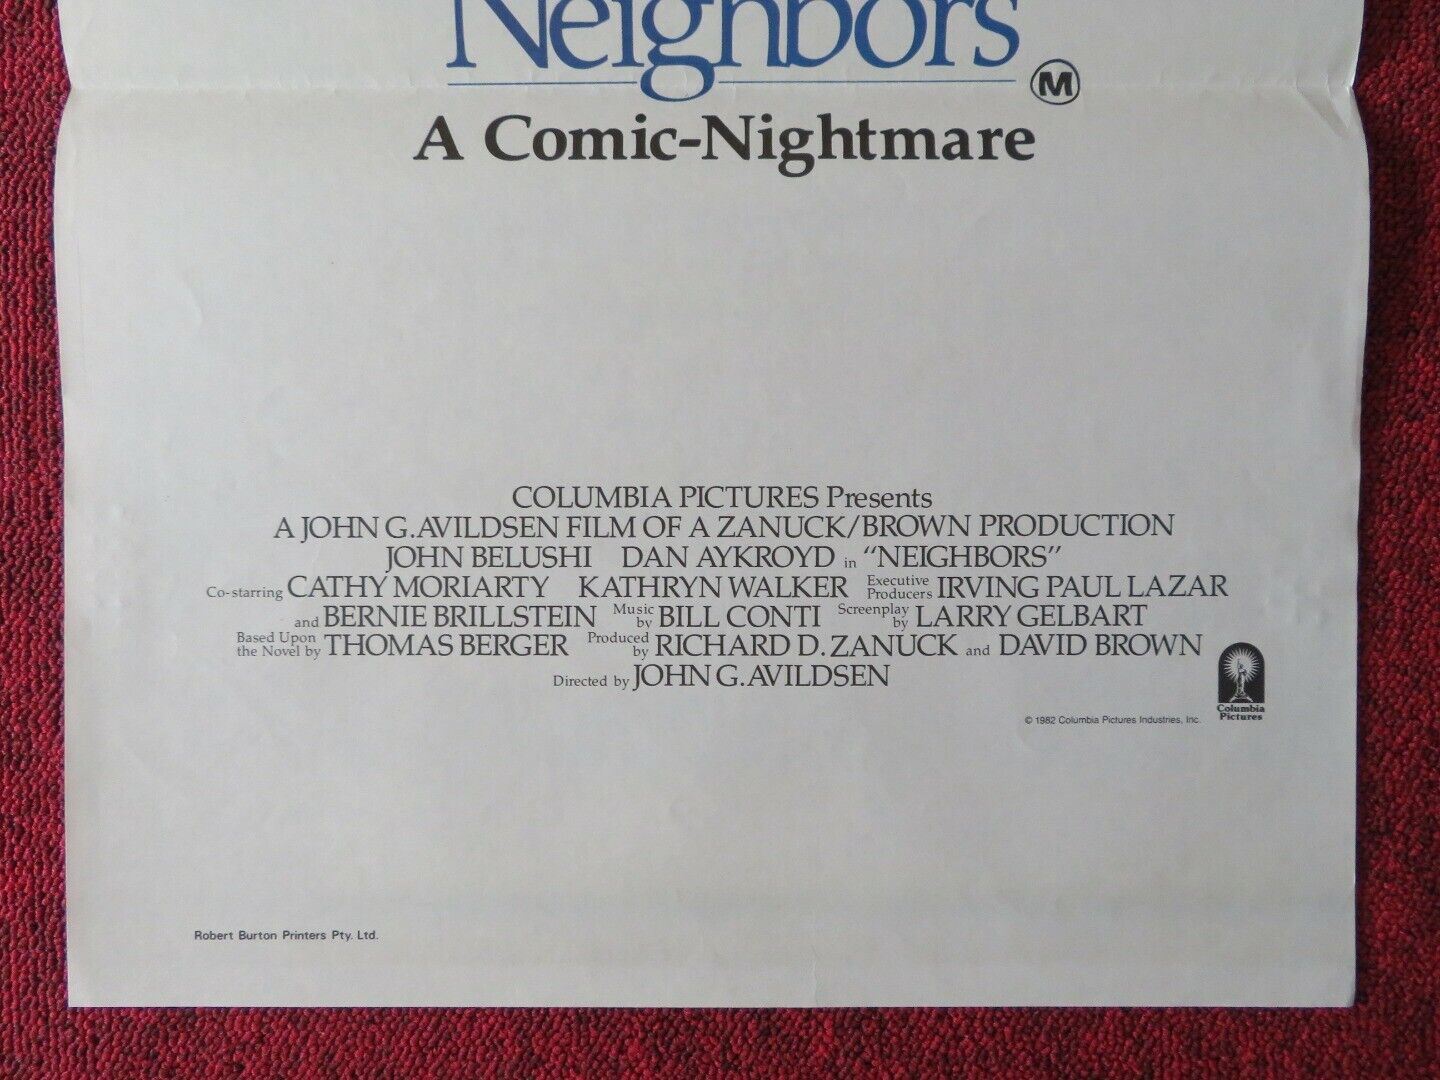 Neighbors M
A Comic-Nightmare
COLUMBIA PICTURES Presents
A JOHN G. AVILDSEN FILM OF A ZANUCK/BROWN PRODUCTION
JOHN BELUSHI DAN AYKROYD in "NEIGHBORS"
Co-starring CATHY MORIARTY KATHRYN WALKER Executive Producers IRVING PAUL LAZAR
and BERNIE BRILLSTEIN Music by BILL CONTI Screenplay by LARRY GELBART
Based Upon the Novel by THOMAS BERGER Produced by RICHARD D. ZANUCK and DAVID BROWN
Directed by JOHN G. AVILDSEN
Columbia
Pictures
© 1982 Columbia Pictures Industries, Inc.
Robert Burton Printers Pty. Ltd.